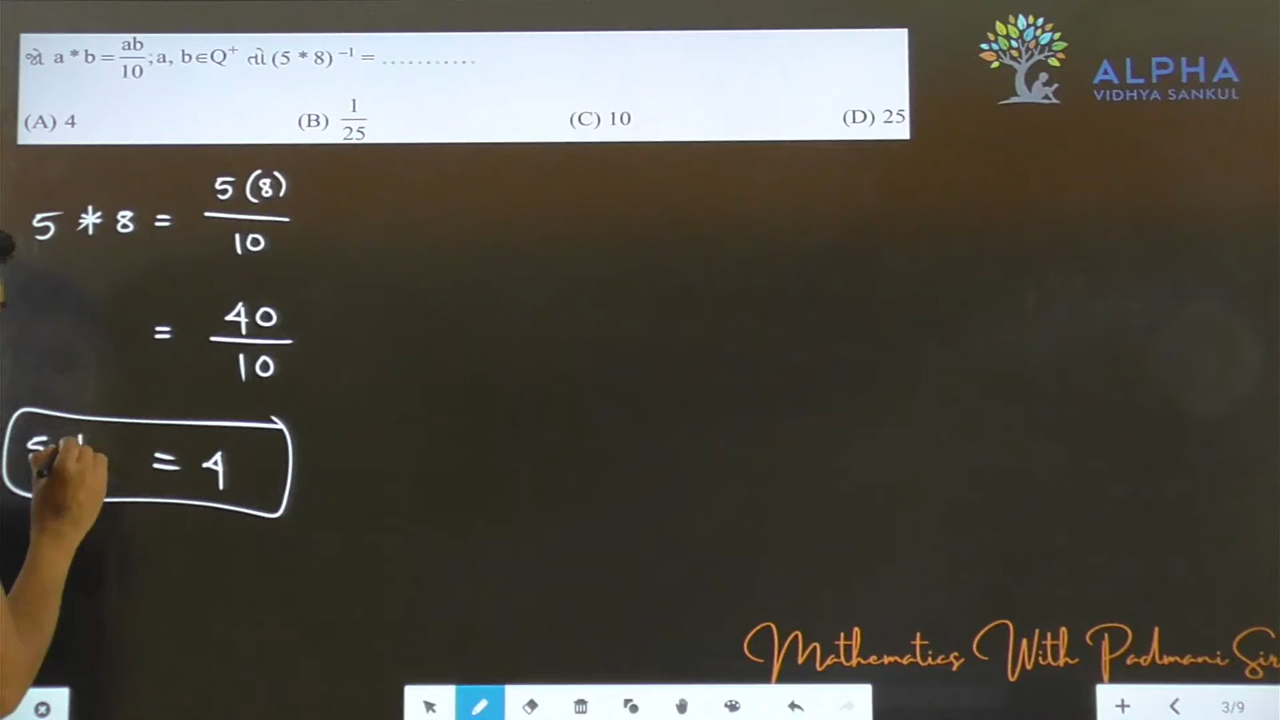 જો a * b = ab/10 ; a, b∈Q⁺ તો (5 * 8)⁻¹ = ...........
(A) 4 (B) 1/25 (C) 10 (D) 25
ALPHA
VIDHYA SANKUL
5 * 8 = 5(8)/10
= 40/10
= 4
Mathematics With Padmani Sir
3/9